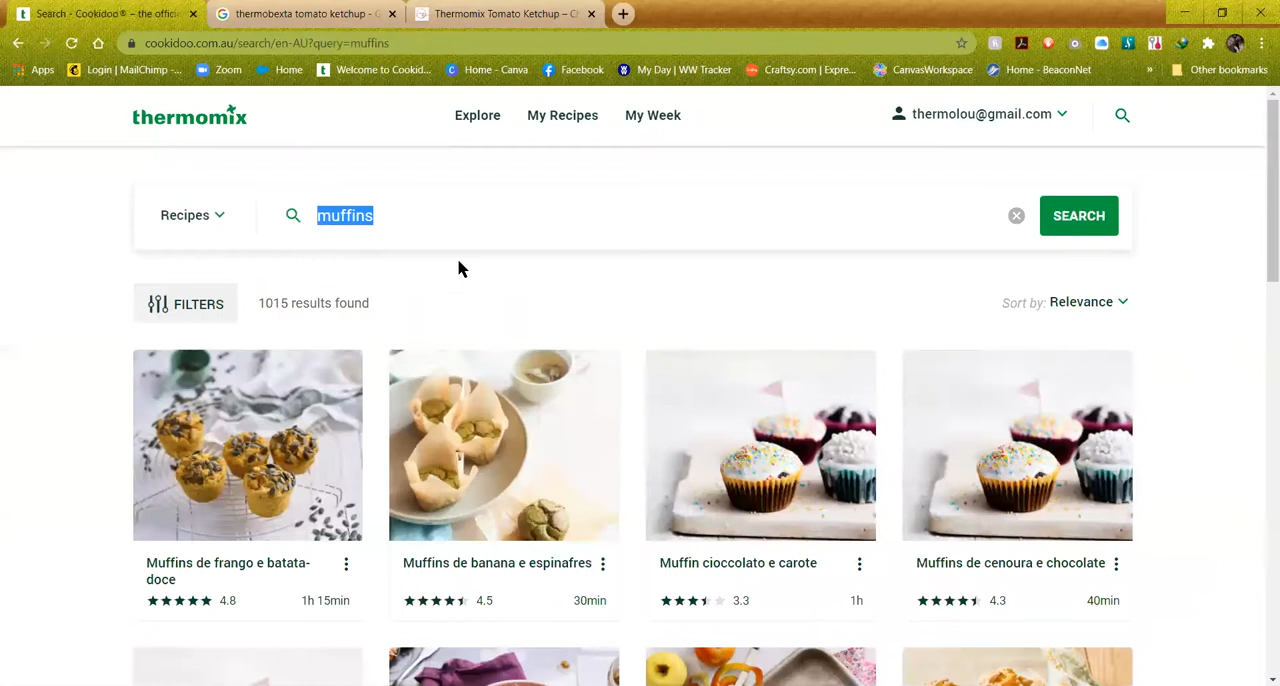 Search - Cookidoo® – the offici
thermobexta tomato ketchup - G
Thermomix Tomato Ketchup – Ch
cookidoo.com.au/search/en-AU?query=muffins
Apps
Login | MailChimp -...
Zoom
Home
Welcome to Cookid...
Home - Canva
Facebook
My Day | WW Tracker
Craftsy.com | Expre...
CanvasWorkspace
Home - BeaconNet
»
Other bookmarks
thermomix
Explore
My Recipes
My Week
thermolou@gmail.com
Recipes
muffins
SEARCH
FILTERS
1015 results found
Sort by: Relevance
Muffins de frango e batata-
doce
4.8
1h 15min
Muffins de banana e espinafres
4.5
30min
Muffin cioccolato e carote
3.3
1h
Muffins de cenoura e chocolate
4.3
40min